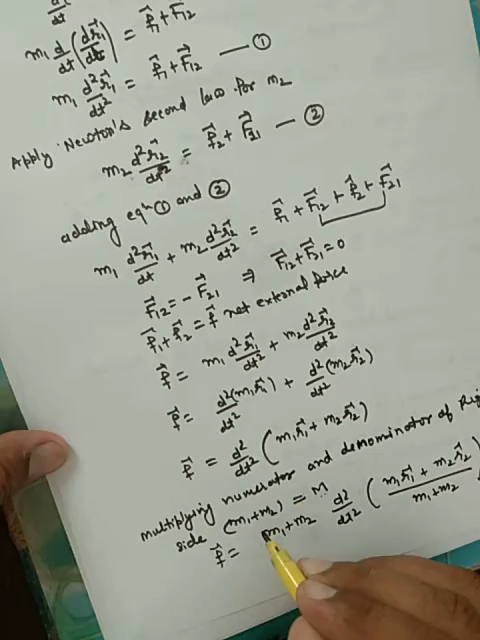 dt
m₁ d/dt (dr⃗₁/dt) = f⃗₁ + F⃗₁₂
m₁ d²r⃗₁/dt² = f⃗₁ + F⃗₁₂ — ①
Apply Newton's second law for m₂
m₂ d²r⃗₂/dt² = f⃗₂ + F⃗₂₁ — ②
adding eqⁿ ① and ②
m₁ d²r⃗₁/dt + m₂ d²r⃗₂/dt² = f⃗₁ + F⃗₁₂ + f⃗₂ + F⃗₂₁
F⃗₁₂ = - F⃗₂₁ ⇒ F⃗₁₂ + F⃗₂₁ = 0
f⃗₁ + f⃗₂ = f⃗ net external force
f⃗ = m₁ d²r⃗₁/dt² + m₂ d²r⃗₂/dt²
f⃗ = d²(m₁r⃗₁)/dt² + d²/dt² (m₂r⃗₂)
f⃗ = d²/dt² (m₁r⃗₁ + m₂r⃗₂)
multiplying numerator and denominator of Rig
side (m₁+m₂) = M
f⃗ = m₁+m₂ d²/dt² (m₁r⃗₁ + m₂r⃗₂ / m₁+m₂)